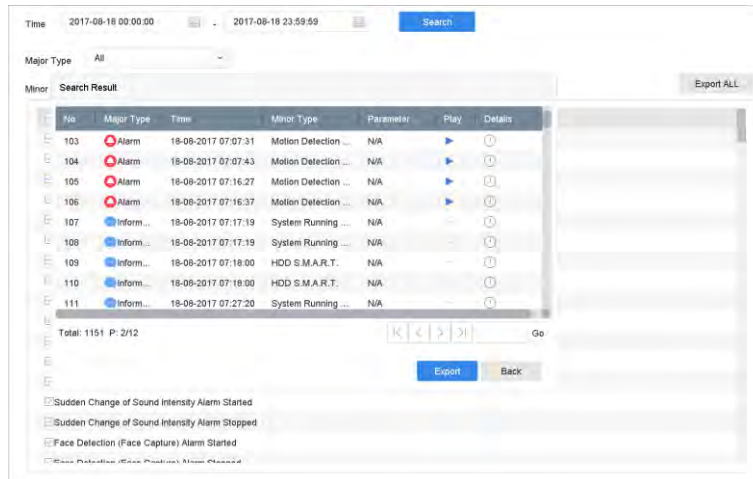 Time 2017-08-18 00:00:00 - 2017-08-18 23:59:59 Search
Major Type All
Minor Search Result Export ALL
No Major Type Time Minor Type Parameter Play Details
103 Alarm 18-08-2017 07:07:31 Motion Detection ... N/A
104 Alarm 18-08-2017 07:07:43 Motion Detection ... N/A
105 Alarm 18-08-2017 07:16:27 Motion Detection ... N/A
106 Alarm 18-08-2017 07:16:37 Motion Detection ... N/A
107 Inform... 18-08-2017 07:17:19 System Running ... N/A —
108 Inform... 18-08-2017 07:17:19 System Running ... N/A —
109 Inform... 18-08-2017 07:18:00 HDD S.M.A.R.T. N/A —
110 Inform... 18-08-2017 07:18:00 HDD S.M.A.R.T. N/A —
111 Inform... 18-08-2017 07:27:20 System Running ... N/A —
Total: 1151 P: 2/12 Go
Export Back
Sudden Change of Sound Intensity Alarm Started
Sudden Change of Sound Intensity Alarm Stopped
Face Detection (Face Capture) Alarm Started
Face Detection (Face Capture) Alarm Stopped